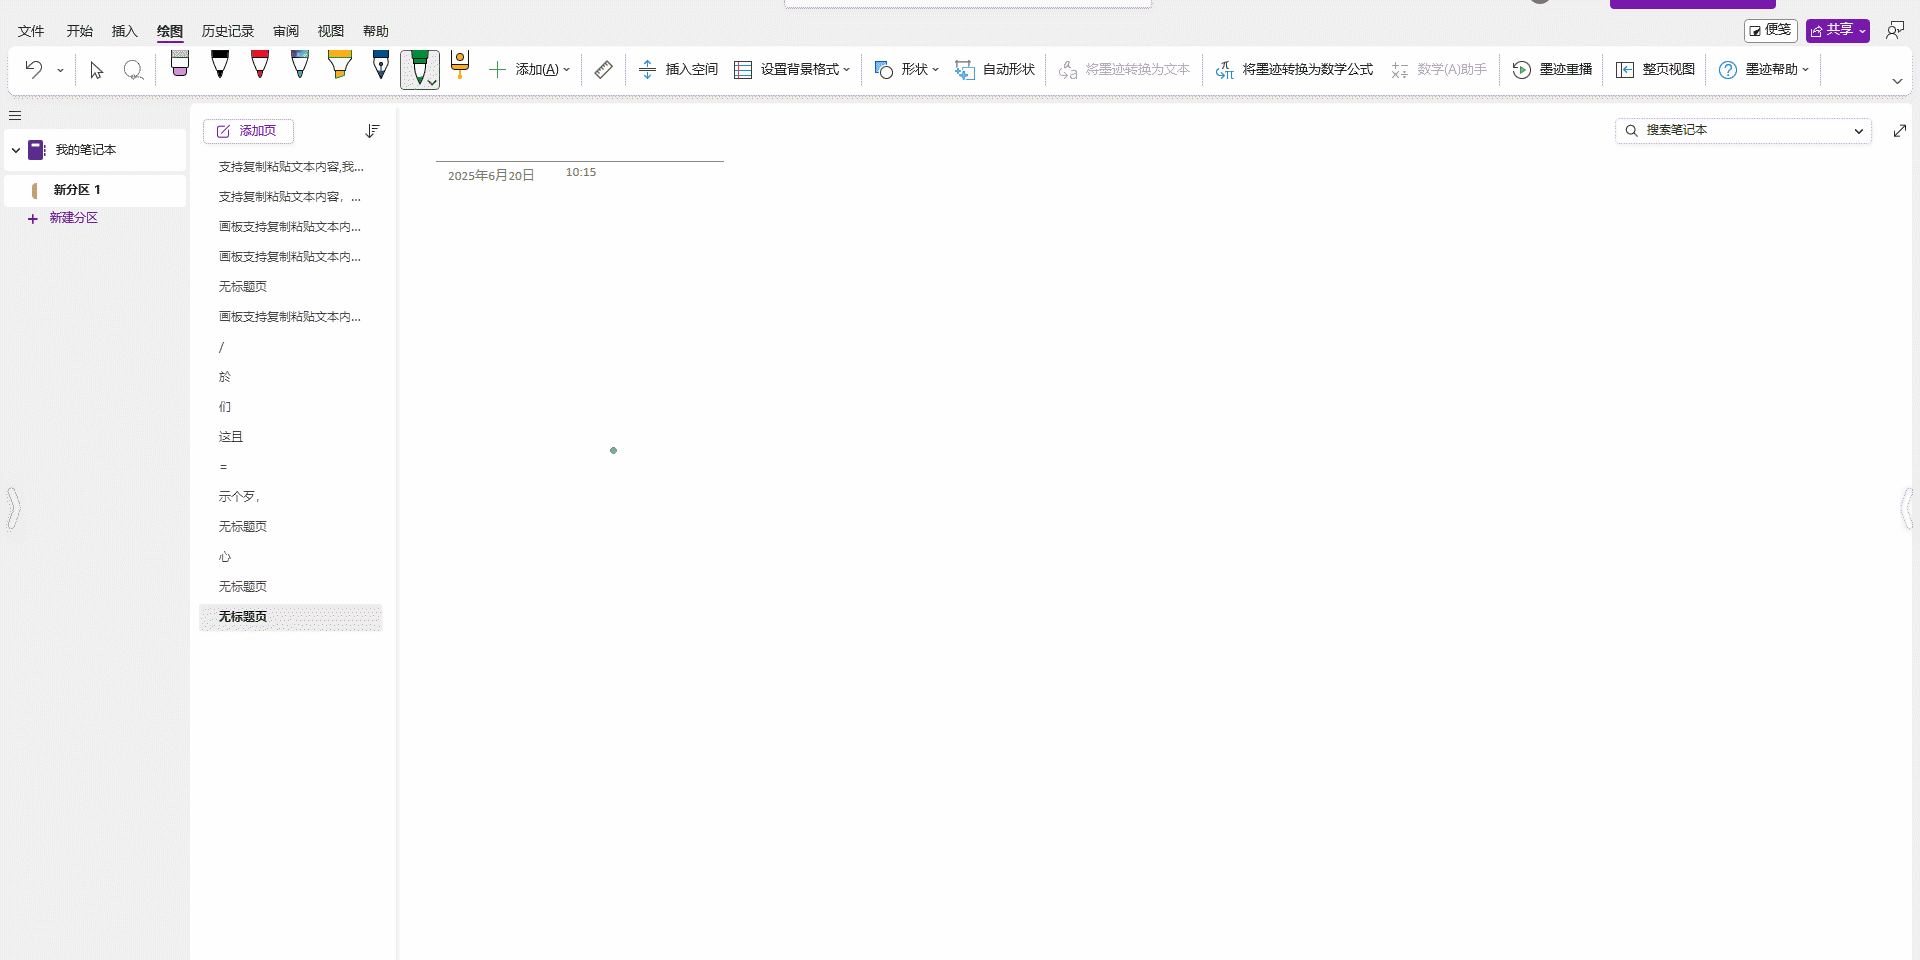 文件 开始 插入 绘图 历史记录 审阅 视图 帮助 便笺 共享
添加(A) 插入空间 设置背景格式 形状 自动形状 将墨迹转换为文本 将墨迹转换为数学公式 数学(A)助手 墨迹重播 整页视图 墨迹帮助
添加页 搜索笔记本
我的笔记本
新分区 1
新建分区
支持复制粘贴文本内容,我...
支持复制粘贴文本内容，...
画板支持复制粘贴文本内...
画板支持复制粘贴文本内...
无标题页
画板支持复制粘贴文本内...
/
於
们
这且
=
示个歹,
无标题页
心
无标题页
无标题页
2025年6月20日 10:15